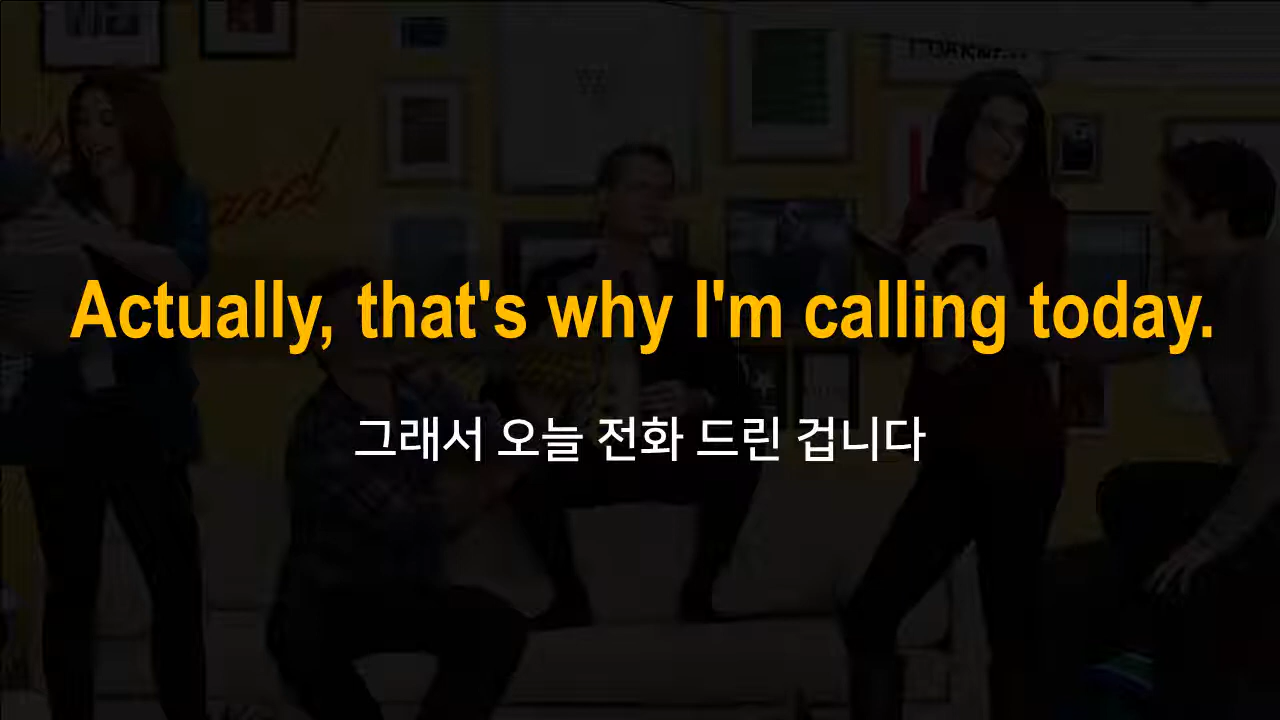 Actually, that's why I'm calling today.
그래서 오늘 전화 드린 겁니다